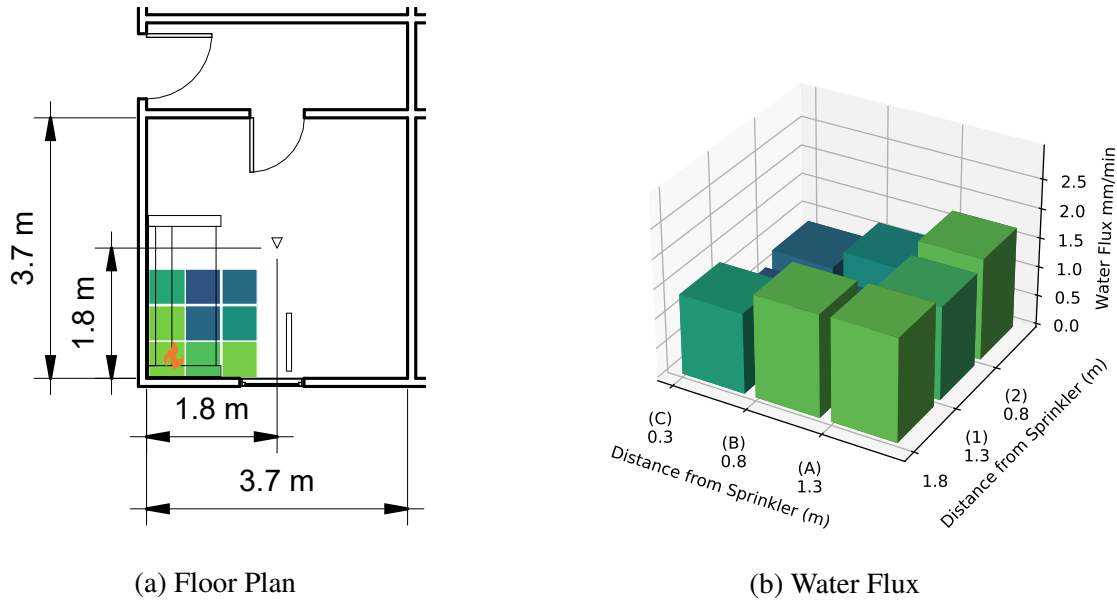 3.7 m
1.8 m
1.8 m
3.7 m
(a) Floor Plan
2.5
2.0
1.5
1.0
0.5
0.0
Water Flux mm/min
(C)
0.3
(B)
0.8
(A)
1.3
Distance from Sprinkler (m)
1.8
(1)
1.3
(2)
0.8
Distance from Sprinkler (m)
(b) Water Flux